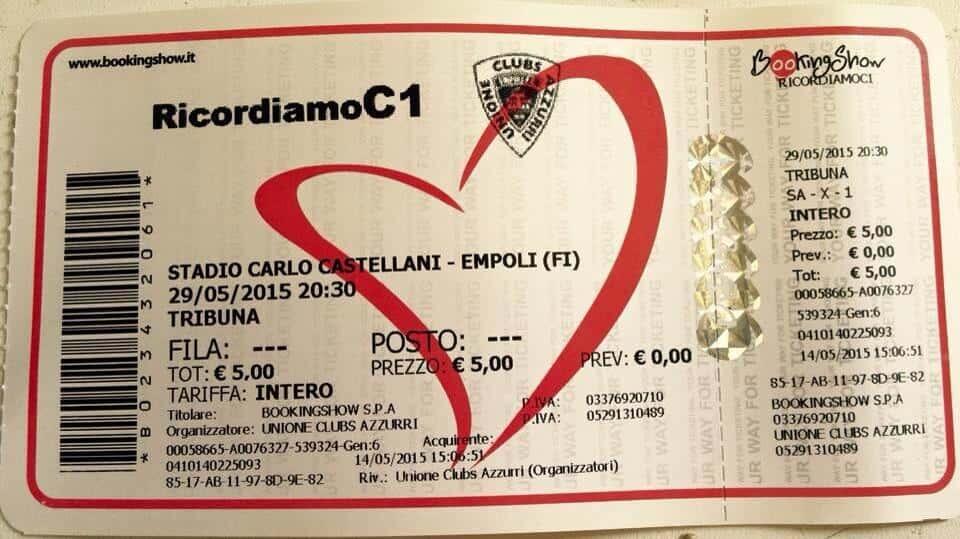 www.bookingshow.it
RicordiamoC1
UNIONE CLUBS AZZURRI
*B0234332061*
STADIO CARLO CASTELLANI - EMPOLI (FI)
29/05/2015 20:30
TRIBUNA
FILA: --- POSTO: ---
TOT: € 5,00 PREZZO: € 5,00 PREV: € 0,00
TARIFFA: INTERO
Titolare: BOOKINGSHOW S.P.A P.IVA: 03376920710
Organizzatore: UNIONE CLUBS AZZURRI P.IVA: 05291310489
00058665-A0076327-539324-Gen:6 Acquirente:
0410140225093 14/05/2015 15:06:51
85-17-AB-11-97-8D-9E-82 Riv.: Unione Clubs Azzurri (Organizzatori)
BookingShow
RICORDIAMOC1
29/05/2015 20:30
TRIBUNA
SA - X - 1
INTERO
Prezzo: € 5,00
Prev.: € 0,00
Tot: € 5,00
00058665-A0076327
539324-Gen:6
0410140225093
14/05/2015 15:06:51
85-17-AB-11-97-8D-9E-82
BOOKINGSHOW S.P.A
03376920710
UNIONE CLUBS AZZURRI
05291310489
YOUR WAY FOR TICKETING